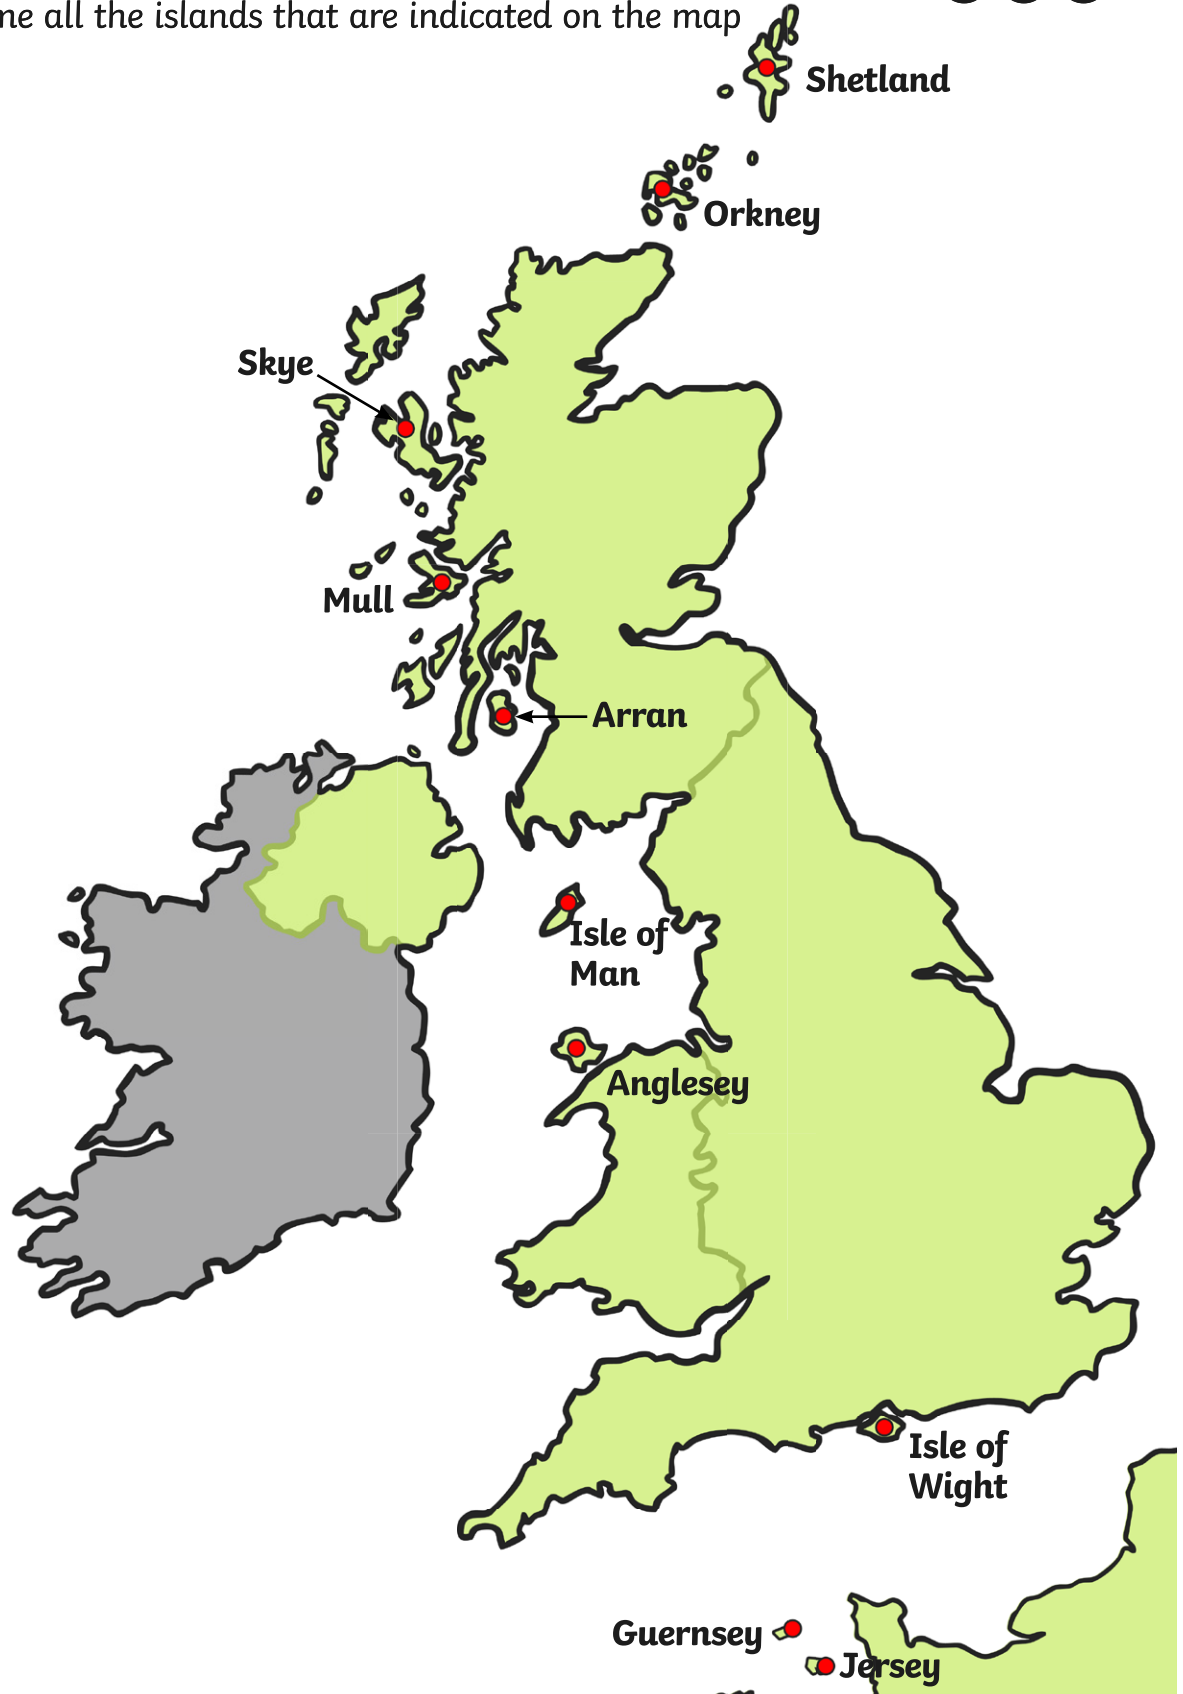 ne all the islands that are indicated on the map
Shetland
Orkney
Skye
Mull
Arran
Isle of
Man
Anglesey
Isle of
Wight
Guernsey
Jersey